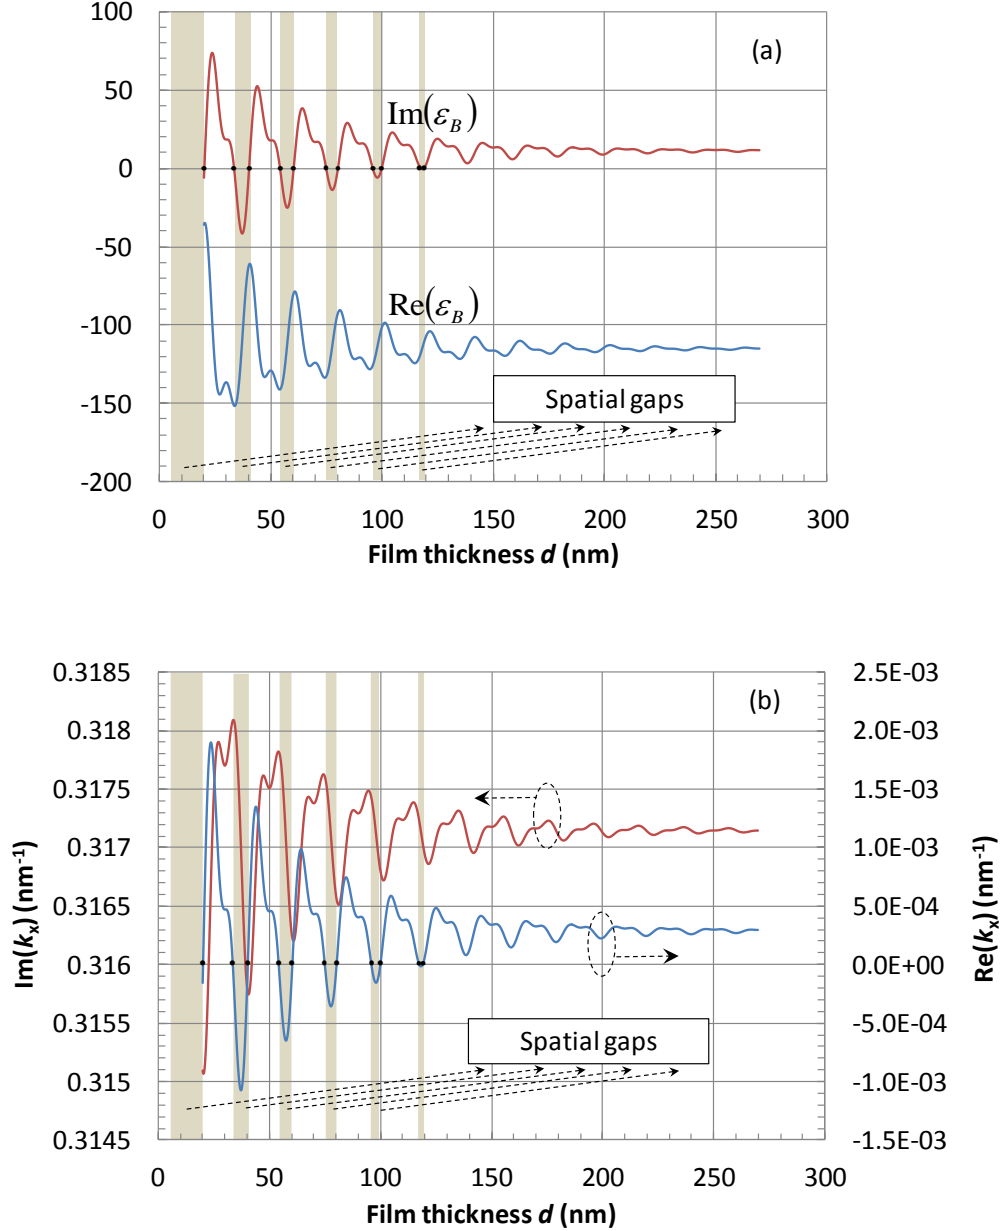 100
(a)
50
Im(ε_B)
0
-50
Re(ε_B)
-100
Spatial gaps
-150
-200
0 50 100 150 200 250 300
Film thickness d (nm)
0.3185 2.5E-03
(b)
0.318 2.0E-03
0.3175 1.5E-03
0.317 1.0E-03
0.3165 5.0E-04
0.316 0.0E+00
0.3155 -5.0E-04
Spatial gaps
0.315 -1.0E-03
0.3145 -1.5E-03
Im(kₓ) (nm⁻¹)
Re(kₓ) (nm⁻¹)
0 50 100 150 200 250 300
Film thickness d (nm)